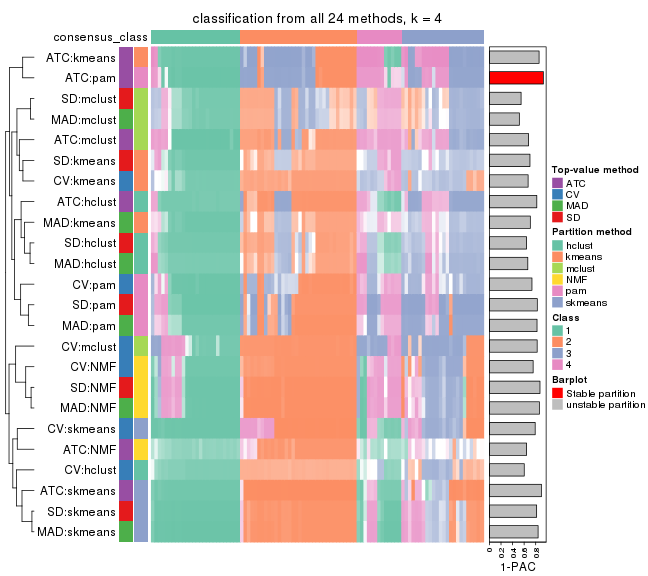 classification from all 24 methods, k = 4
consensus_class
ATC:kmeans
ATC:pam
SD:mclust
MAD:mclust
ATC:mclust
SD:kmeans
CV:kmeans
ATC:hclust
MAD:kmeans
SD:hclust
MAD:hclust
CV:pam
SD:pam
MAD:pam
CV:mclust
CV:NMF
SD:NMF
MAD:NMF
CV:skmeans
ATC:NMF
CV:hclust
ATC:skmeans
SD:skmeans
MAD:skmeans
0
0.2
0.4
0.6
0.8
1-PAC
Top-value method
ATC
CV
MAD
SD
Partition method
hclust
kmeans
mclust
NMF
pam
skmeans
Class
1
2
3
4
Barplot
Stable partition
unstable partition